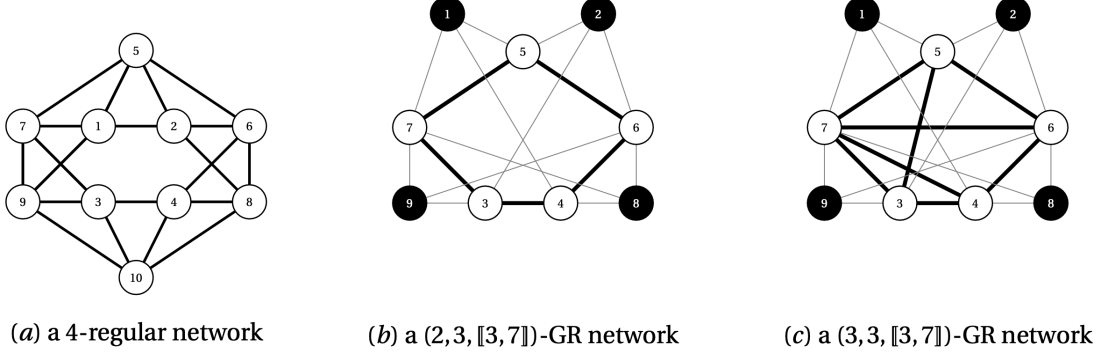 1 2 1 2
5 5 5
7 1 2 6 7 6 7 6
9 3 4 8 9 3 4 8 9 3 4 8
10
(a) a 4-regular network (b) a (2, 3, ⟦3, 7⟧)-GR network (c) a (3, 3, ⟦3, 7⟧)-GR network